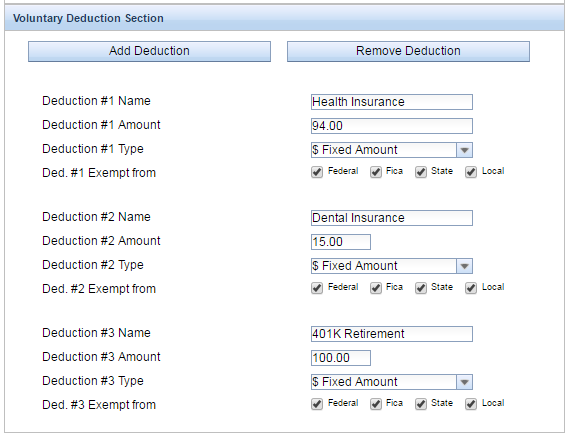 Voluntary Deduction Section
Add Deduction Remove Deduction
Deduction #1 Name Health Insurance
Deduction #1 Amount 94.00
Deduction #1 Type $ Fixed Amount
Ded. #1 Exempt from Federal Fica State Local
Deduction #2 Name Dental Insurance
Deduction #2 Amount 15.00
Deduction #2 Type $ Fixed Amount
Ded. #2 Exempt from Federal Fica State Local
Deduction #3 Name 401K Retirement
Deduction #3 Amount 100.00
Deduction #3 Type $ Fixed Amount
Ded. #3 Exempt from Federal Fica State Local